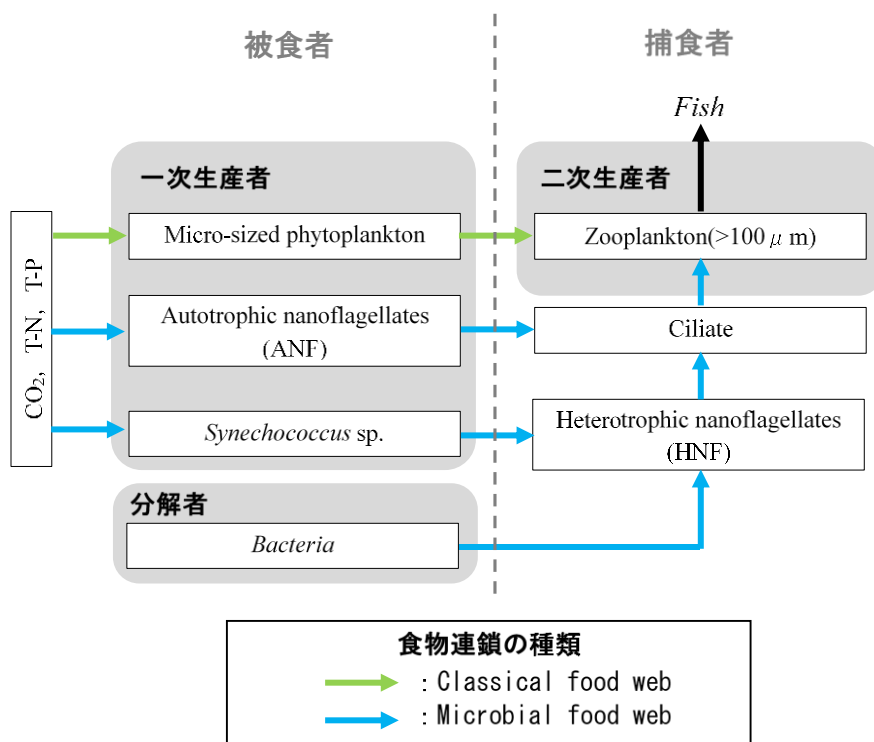 被食者
捕食者
Fish
一次生産者
二次生産者
CO₂, T-N, T-P
Micro-sized phytoplankton
Zooplankton(>100μm)
Autotrophic nanoflagellates
(ANF)
Ciliate
Synechococcus sp.
Heterotrophic nanoflagellates
(HNF)
分解者
Bacteria
食物連鎖の種類
：Classical food web
：Microbial food web